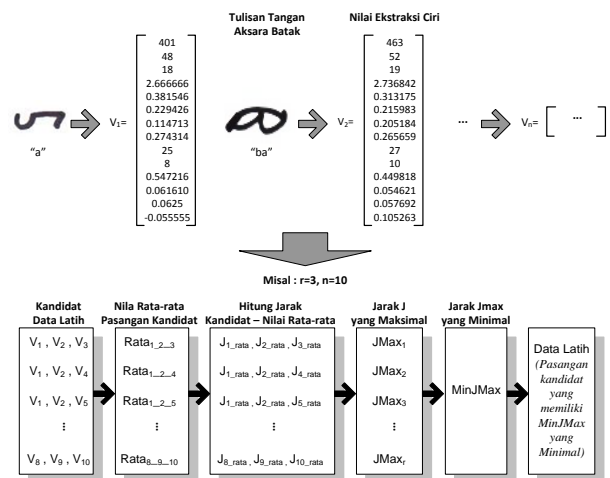 Tulisan Tangan
Aksara Batak
Nilai Ekstraksi Ciri
"a"
V1=
401
48
18
2.666666
0.381546
0.229426
0.114713
0.274314
25
8
0.547216
0.061610
0.0625
-0.055555
"ba"
V2=
463
52
19
2.736842
0.313175
0.215983
0.205184
0.265659
27
10
0.449818
0.054621
0.057692
0.105263
...
Vn=
...
Misal : r=3, n=10
Kandidat
Data Latih
V1 , V2 , V3
V1 , V2 , V4
V1 , V2 , V5
⋮
V8 , V9 , V10
Nila Rata-rata
Pasangan Kandidat
Rata1_2_3
Rata1_2_4
Rata1_2_5
⋮
Rata8_9_10
Hitung Jarak
Kandidat – Nilai Rata-rata
J1_rata , J2_rata , J3_rata
J1_rata , J2_rata , J4_rata
J1_rata , J2_rata , J5_rata
⋮
J8_rata , J9_rata , J10_rata
Jarak J
yang Maksimal
JMax1
JMax2
JMax3
⋮
JMaxr
Jarak Jmax
yang Minimal
MinJMax
Data Latih
(Pasangan
kandidat
yang
memiliki
MinJMax
yang
Minimal)